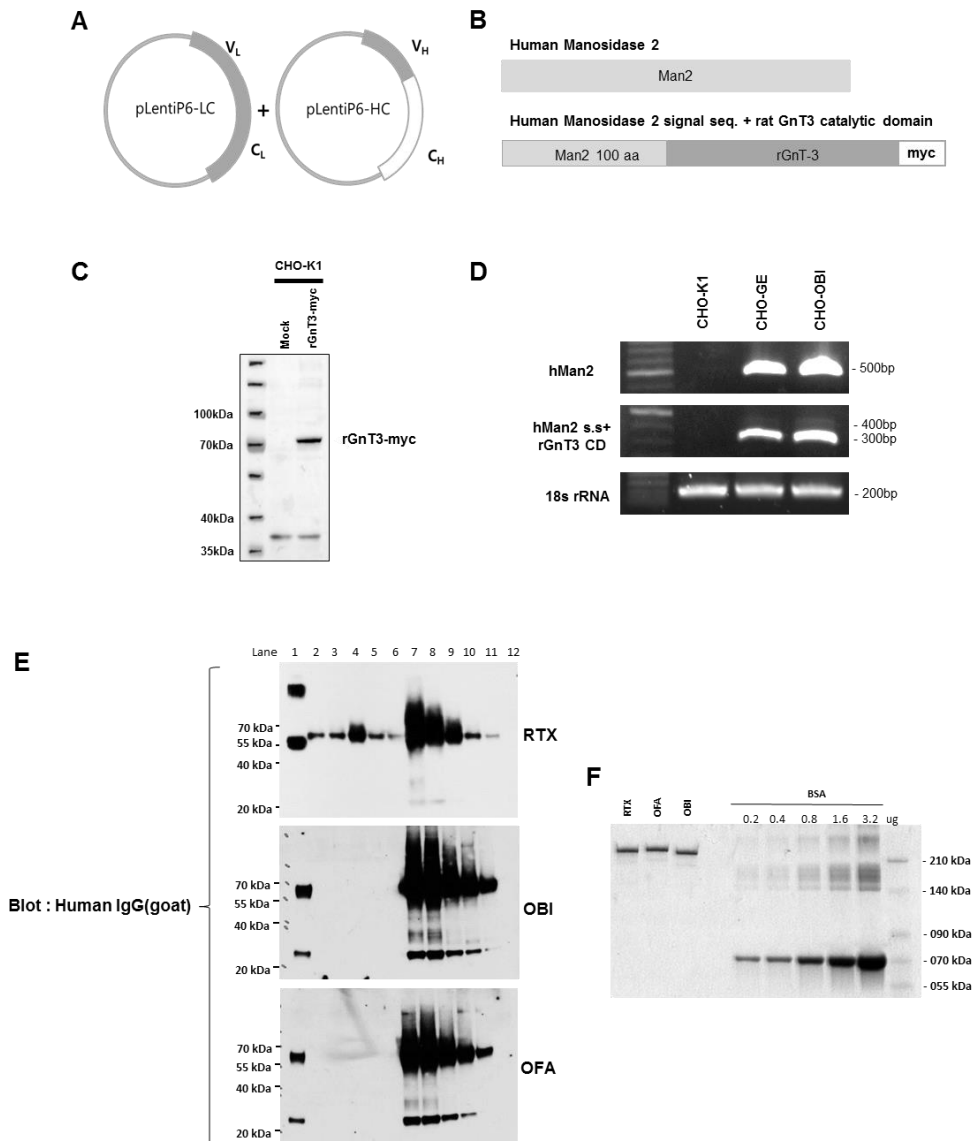 A
V_L
pLentiP6-LC
C_L
+
V_H
pLentiP6-HC
C_H
B
Human Manosidase 2
Man2
Human Manosidase 2 signal seq. + rat GnT3 catalytic domain
Man2 100 aa
rGnT-3
myc
C
CHO-K1
Mock
rGnT3-myc
100kDa
70kDa
40kDa
35kDa
rGnT3-myc
D
CHO-K1
CHO-GE
CHO-OBI
hMan2
- 500bp
hMan2 s.s+
rGnT3 CD
- 400bp
- 300bp
18s rRNA
- 200bp
E
Lane 1 2 3 4 5 6 7 8 9 10 11 12
70 kDa
55 kDa
40 kDa
20 kDa
RTX
Blot : Human IgG(goat)
70 kDa
55 kDa
40 kDa
20 kDa
OBI
70 kDa
55 kDa
40 kDa
20 kDa
OFA
F
RTX OFA OBI
BSA
0.2 0.4 0.8 1.6 3.2 ug
- 210 kDa
- 140 kDa
- 090 kDa
- 070 kDa
- 055 kDa